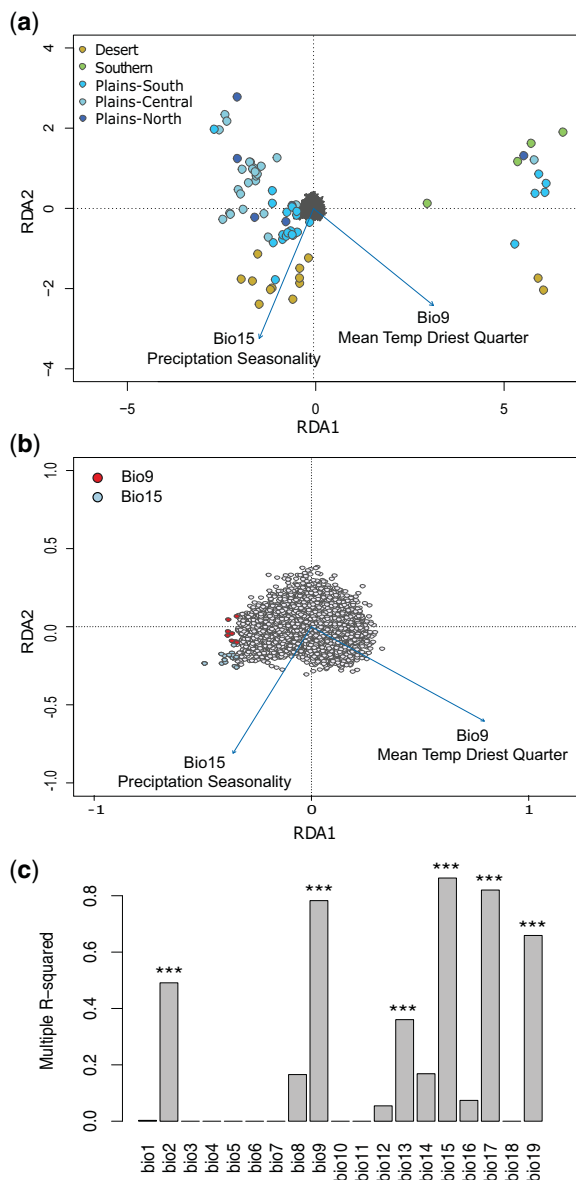 (a)
4
2
0
−2
−4
RDA2
Desert
Southern
Plains-South
Plains-Central
Plains-North
Bio9
Mean Temp Driest Quarter
Bio15
Preciptation Seasonality
−5
0
5
RDA1
(b)
1.0
0.5
0.0
-0.5
-1.0
RDA2
Bio9
Bio15
Bio9
Mean Temp Driest Quarter
Bio15
Preciptation Seasonality
-1
0
1
RDA1
(c)
0.8
0.6
0.4
0.2
0.0
Multiple R−squared
***
***
***
***
***
***
bio1
bio2
bio3
bio4
bio5
bio6
bio7
bio8
bio9
bio10
bio11
bio12
bio13
bio14
bio15
bio16
bio17
bio18
bio19